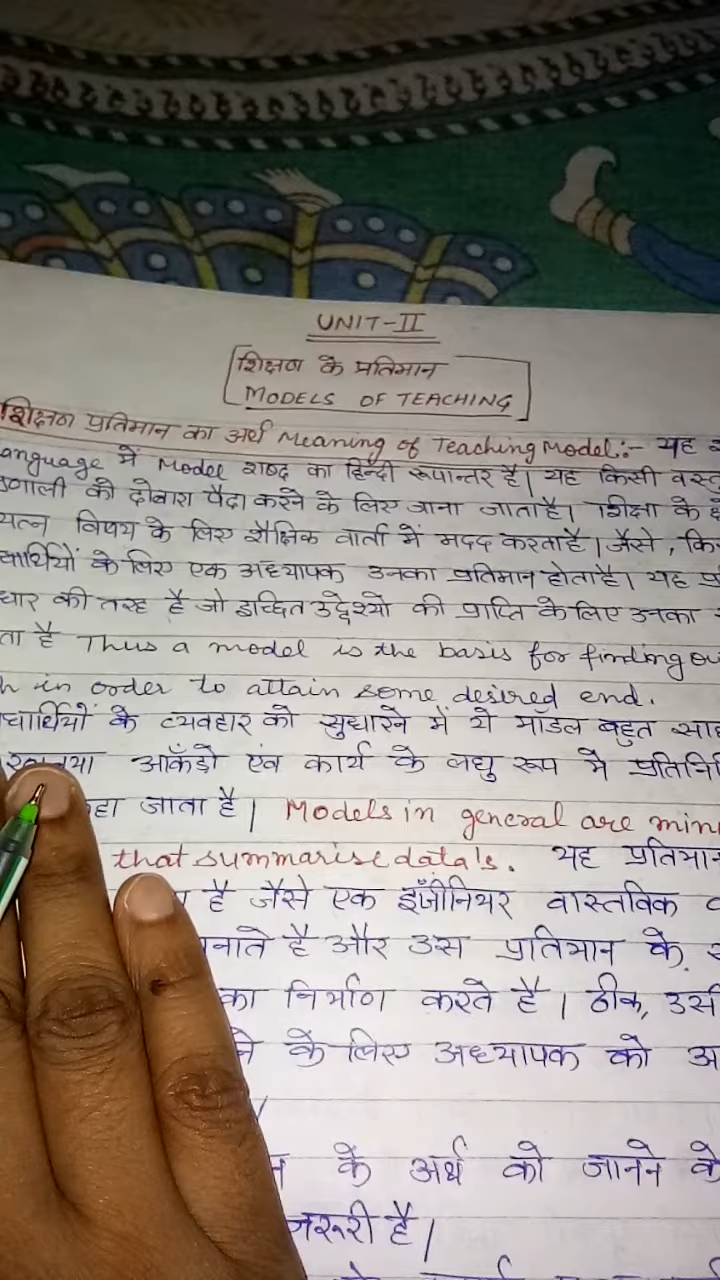 UNIT-II
शिक्षण के प्रतिमान
MODELS OF TEACHING
शिक्षण प्रतिमान का अर्थ Meaning of Teaching Model:- यह
anguage में Model शब्द का हिन्दी रूपान्तर है। यह किसी वस्तु
णाली को दोबारा पैदा करने के लिए जाना जाता है। शिक्षा के
यत्न विषय के लिए शैक्षिक वार्ता में मदद करता है। जैसे, कि
के लिए एक अध्यापक उनका प्रतिमान होता है। यह
धार की तरह है जो इच्छित उद्देश्यो की प्राप्ति के लिए उनका
ता है Thus a model is the basis for finding ou
h in order to attain some desired end.
धार्थियों के व्यवहार को सुधारने में ये मॉडल बहुत
आँकड़ो एंव कार्य के लघु रूप मे
हा जाता है। Models in general are min
that summarise data's. यह प्रतिमान
है जैसे एक इँजीनियर वास्तविक
बनाते है और उस प्रतिमान के
का निर्माण करते है। ठीक, उसी
ने के लिए अध्यापक को
के अर्थ को जानने के
जरूरी है।